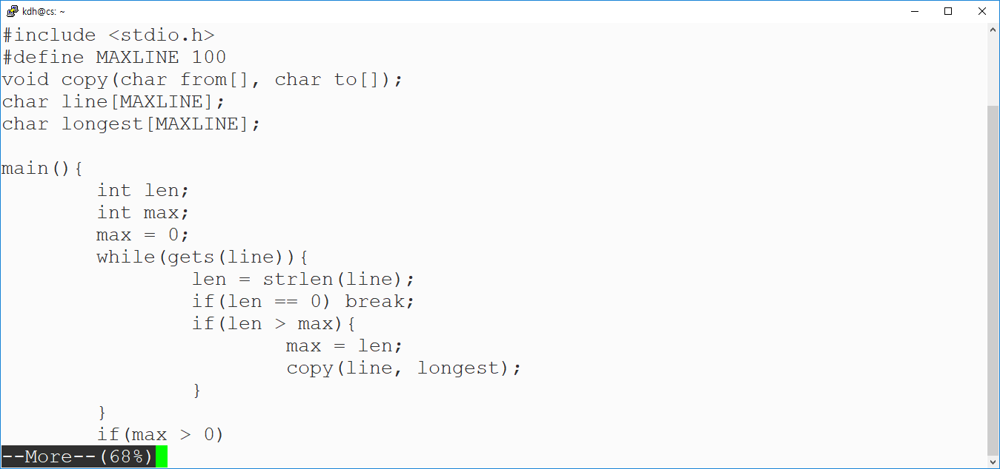 kdh@cs: ~
#include <stdio.h>
#define MAXLINE 100
void copy(char from[], char to[]);
char line[MAXLINE];
char longest[MAXLINE];

main(){
        int len;
        int max;
        max = 0;
        while(gets(line)){
                len = strlen(line);
                if(len == 0) break;
                if(len > max){
                        max = len;
                        copy(line, longest);
                }
        }
        if(max > 0)
--More--(68%)